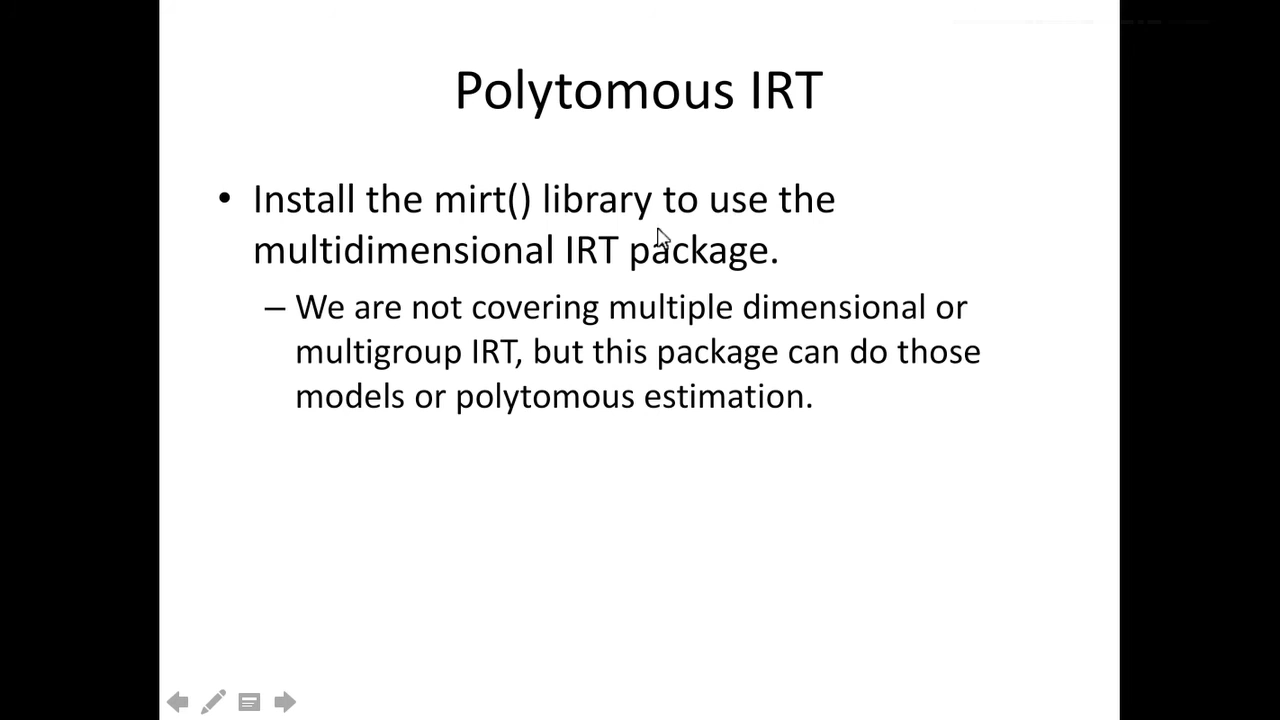 Polytomous IRT
• Install the mirt() library to use the
multidimensional IRT package.
– We are not covering multiple dimensional or
multigroup IRT, but this package can do those
models or polytomous estimation.